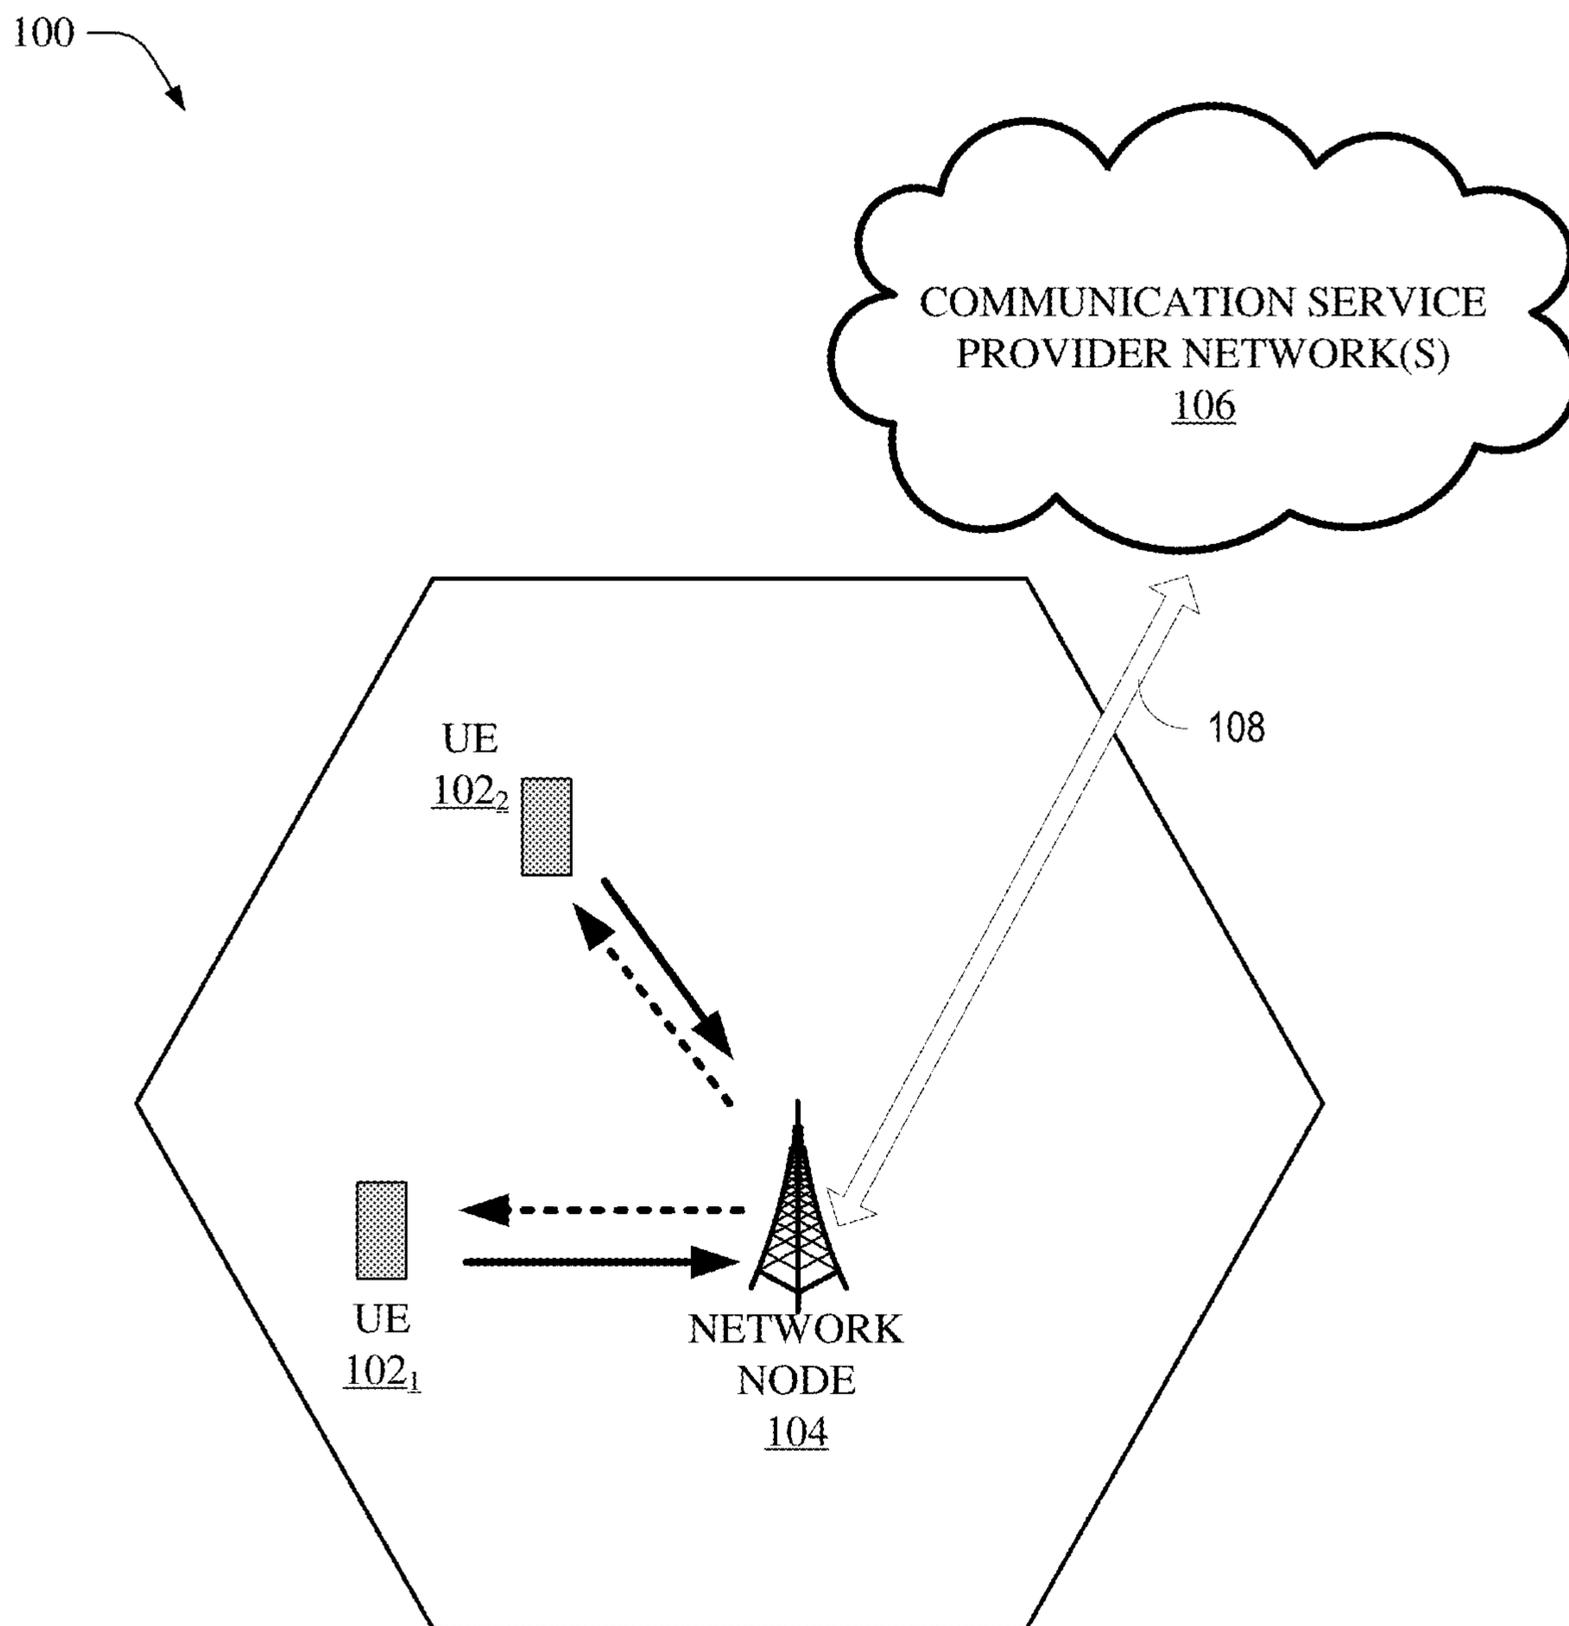 100
COMMUNICATION SERVICE
PROVIDER NETWORK(S)
106
108
UE
102₂
UE
102₁
NETWORK
NODE
104